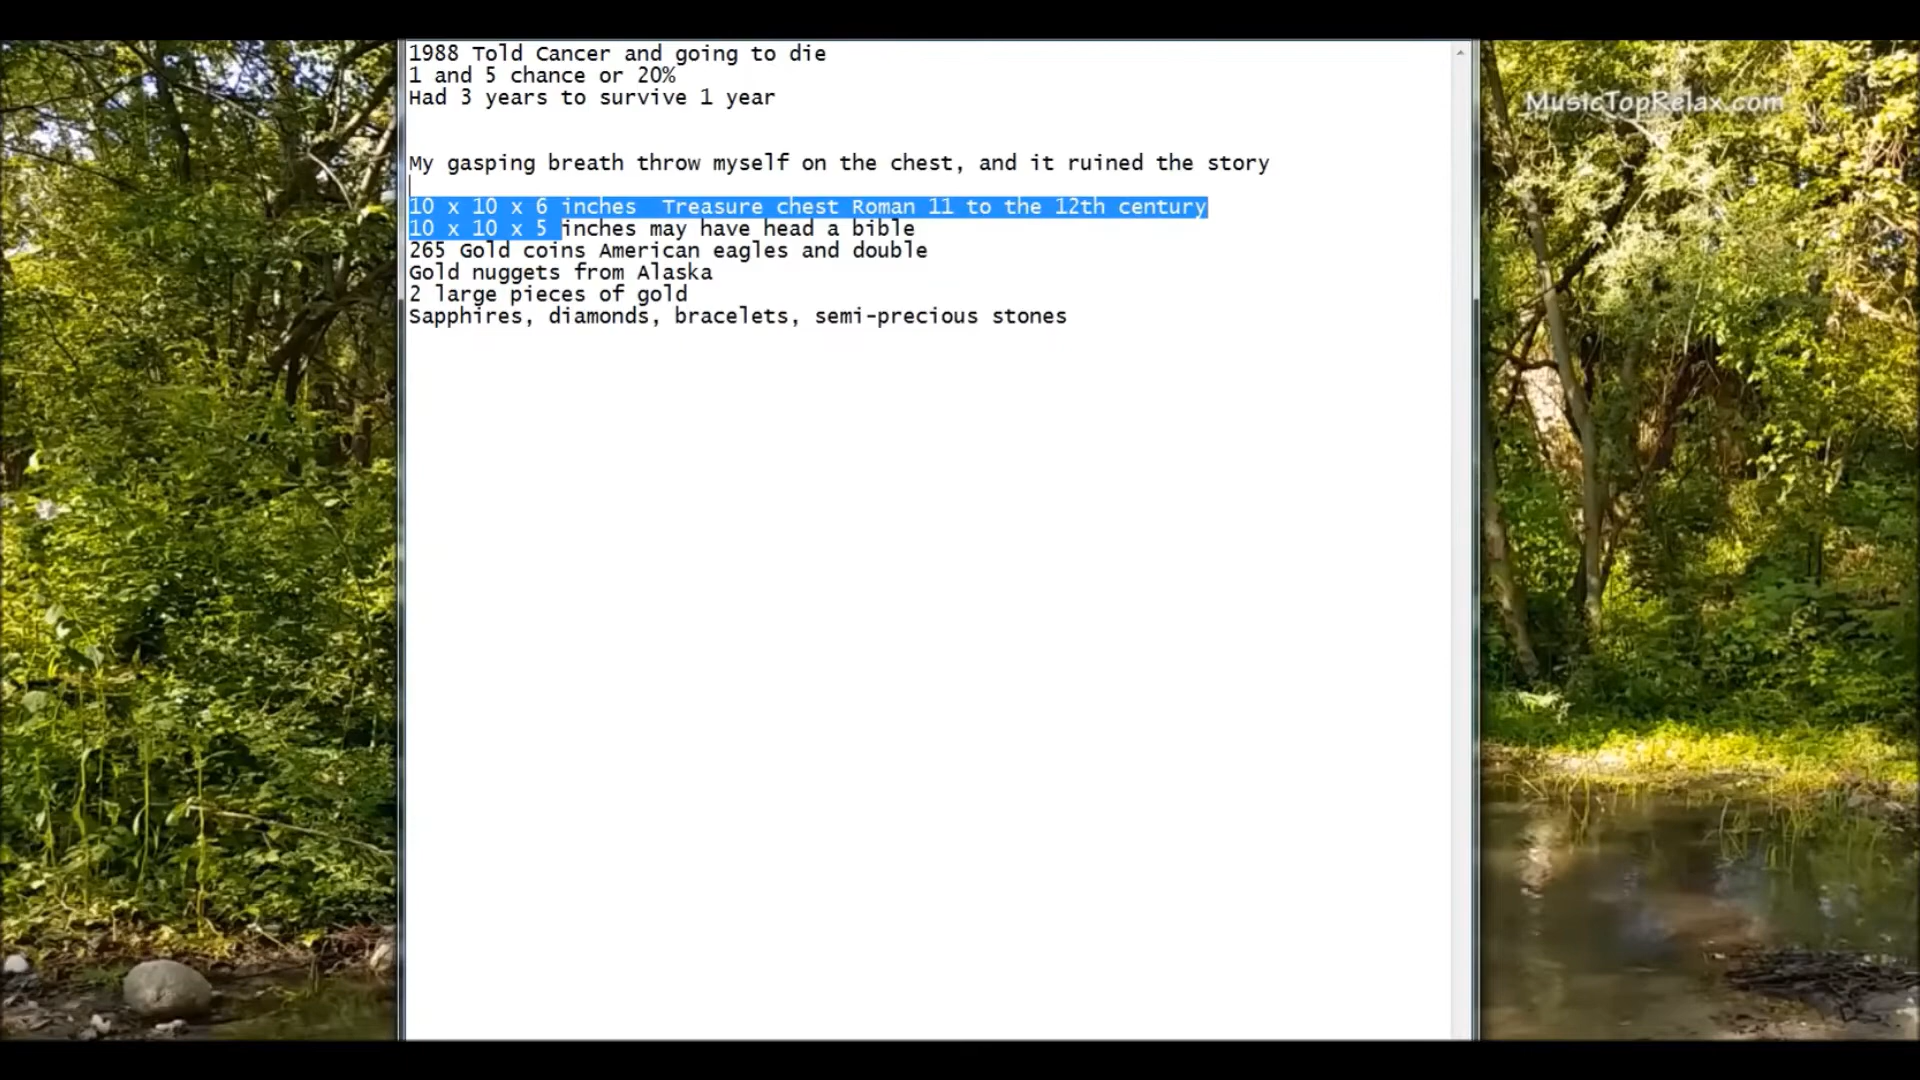 1988 Told Cancer and going to die
1 and 5 chance or 20%
Had 3 years to survive 1 year
MusicTopRelax.com
My gasping breath throw myself on the chest, and it ruined the story
10 x 10 x 6 inches  Treasure chest Roman 11 to the 12th century
10 x 10 x 5 inches may have head a bible
265 Gold coins American eagles and double
Gold nuggets from Alaska
2 large pieces of gold
Sapphires, diamonds, bracelets, semi-precious stones